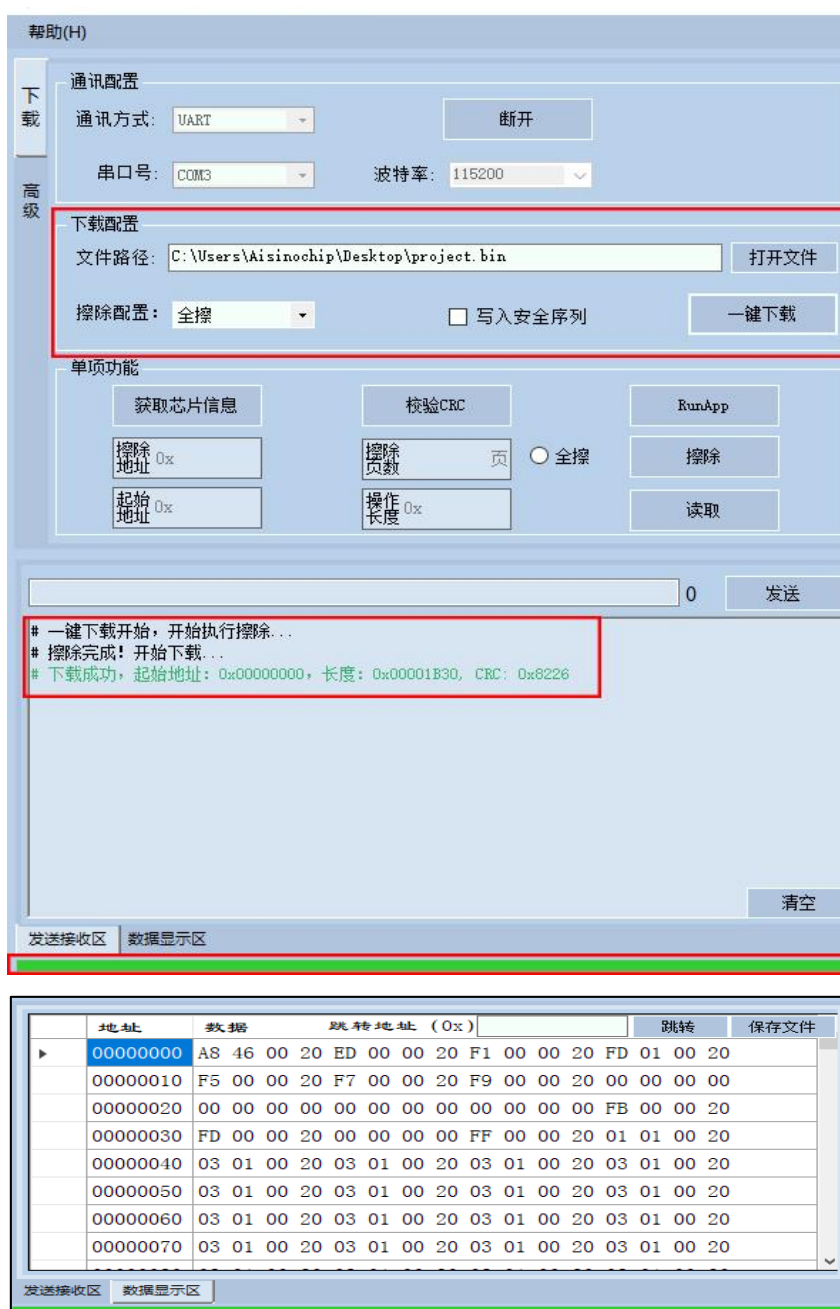 帮助(H)
下载
高级
通讯配置
通讯方式: UART 断开
串口号: COM3 波特率: 115200
下载配置
文件路径: C:\Users\Aisinochip\Desktop\project.bin 打开文件
擦除配置: 全擦 写入安全序列 一键下载
单项功能
获取芯片信息 校验CRC RunApp
擦除地址 0x 擦除页数 页 全擦 擦除
起始地址 0x 操作长度 0x 读取
0 发送
# 一键下载开始，开始执行擦除...
# 擦除完成！开始下载...
# 下载成功，起始地址: 0x00000000，长度: 0x00001B30, CRC: 0x8226
清空
发送接收区 数据显示区
地址 数据 跳转地址 (0x) 跳转 保存文件
00000000 A8 46 00 20 ED 00 00 20 F1 00 00 20 FD 01 00 20
00000010 F5 00 00 20 F7 00 00 20 F9 00 00 20 00 00 00 00
00000020 00 00 00 00 00 00 00 00 00 00 00 00 FB 00 00 20
00000030 FD 00 00 20 00 00 00 00 FF 00 00 20 01 01 00 20
00000040 03 01 00 20 03 01 00 20 03 01 00 20 03 01 00 20
00000050 03 01 00 20 03 01 00 20 03 01 00 20 03 01 00 20
00000060 03 01 00 20 03 01 00 20 03 01 00 20 03 01 00 20
00000070 03 01 00 20 03 01 00 20 03 01 00 20 03 01 00 20
发送接收区 数据显示区